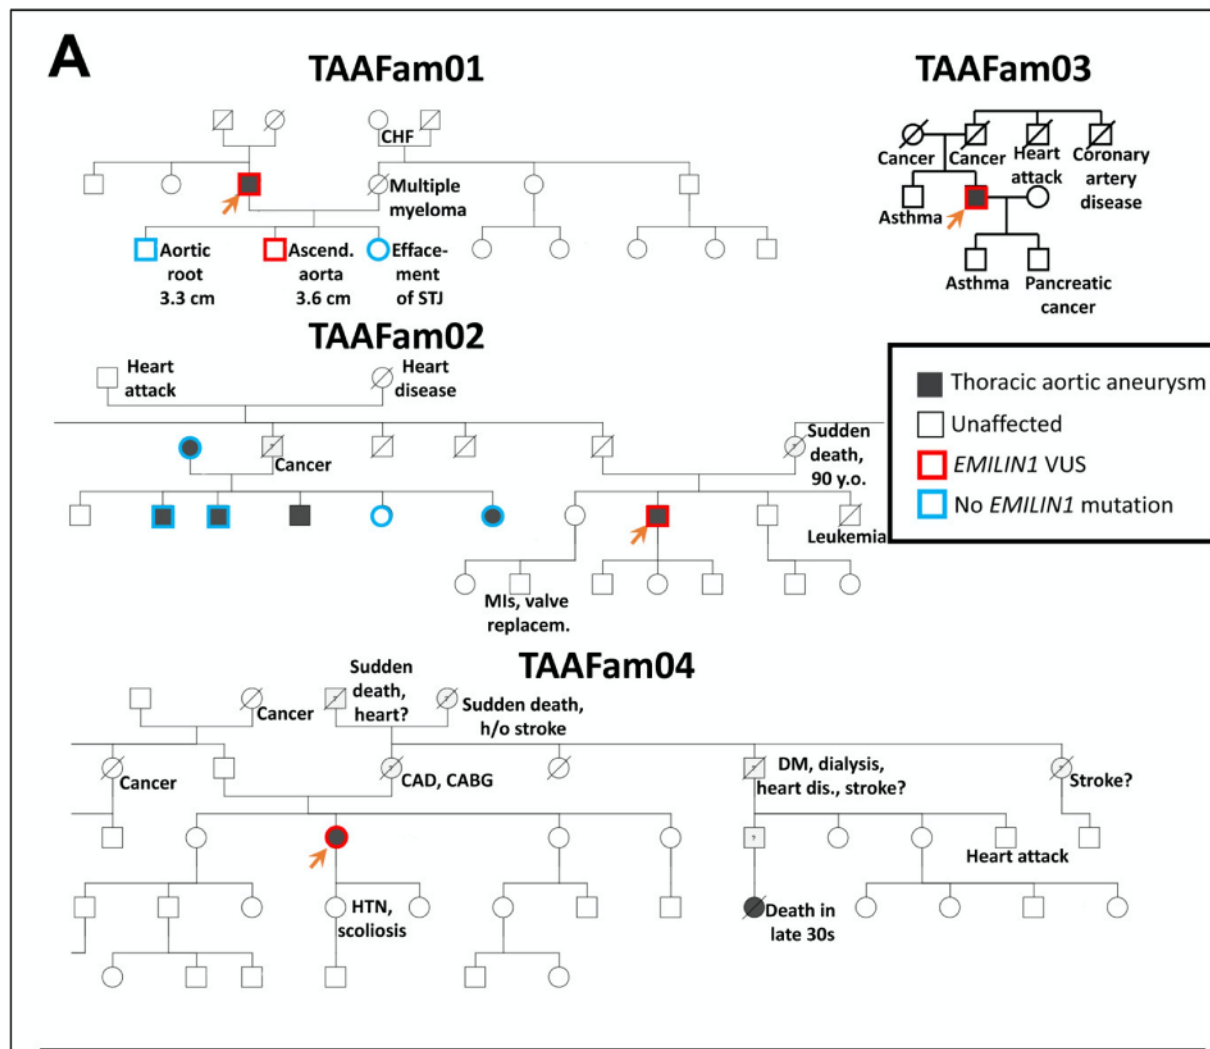 A
TAAFam01
CHF
Multiple
myeloma
Aortic
root
3.3 cm
Ascend.
aorta
3.6 cm
Efface-
ment
of STJ
TAAFam03
Cancer
Cancer
Heart
attack
Coronary
artery
disease
Asthma
Asthma
Pancreatic
cancer
TAAFam02
Heart
attack
Heart
disease
?
Cancer
?
Sudden
death,
90 y.o.
Leukemia
MIs, valve
replacem.
Thoracic aortic aneurysm
Unaffected
EMILIN1 VUS
No EMILIN1 mutation
TAAFam04
Cancer
?
Sudden
death,
heart?
?
Sudden death,
h/o stroke
?
Cancer
?
CAD, CABG
?
DM, dialysis,
heart dis., stroke?
?
Stroke?
?
Heart attack
HTN,
scoliosis
Death in
late 30s